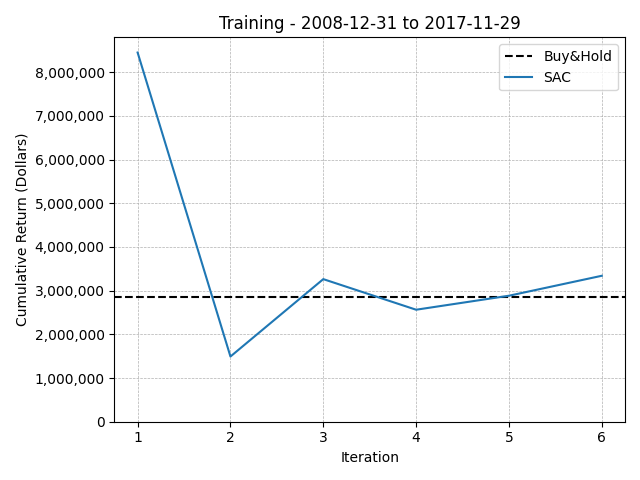 Training - 2008-12-31 to 2017-11-29
Buy&Hold
SAC
Cumulative Return (Dollars)
8,000,000
7,000,000
6,000,000
5,000,000
4,000,000
3,000,000
2,000,000
1,000,000
0
1 2 3 4 5 6
Iteration